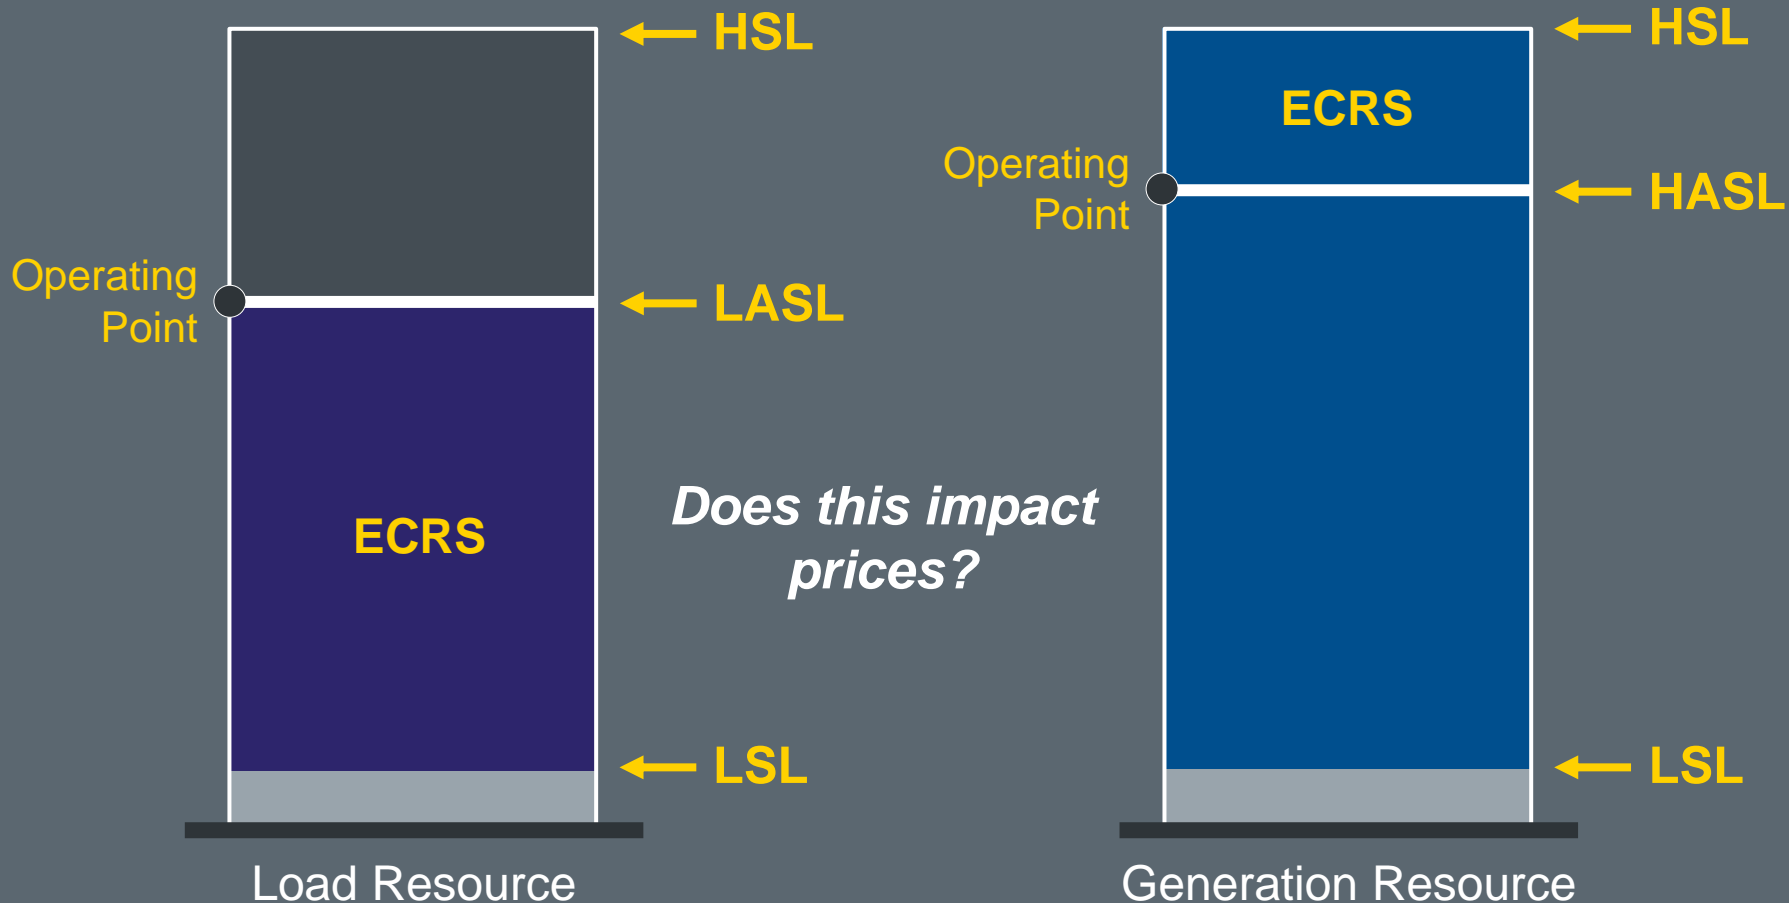 HSL
Operating
Point
LASL
ECRS
LSL
Load Resource
Does this impact
prices?
HSL
ECRS
Operating
Point
HASL
LSL
Generation Resource